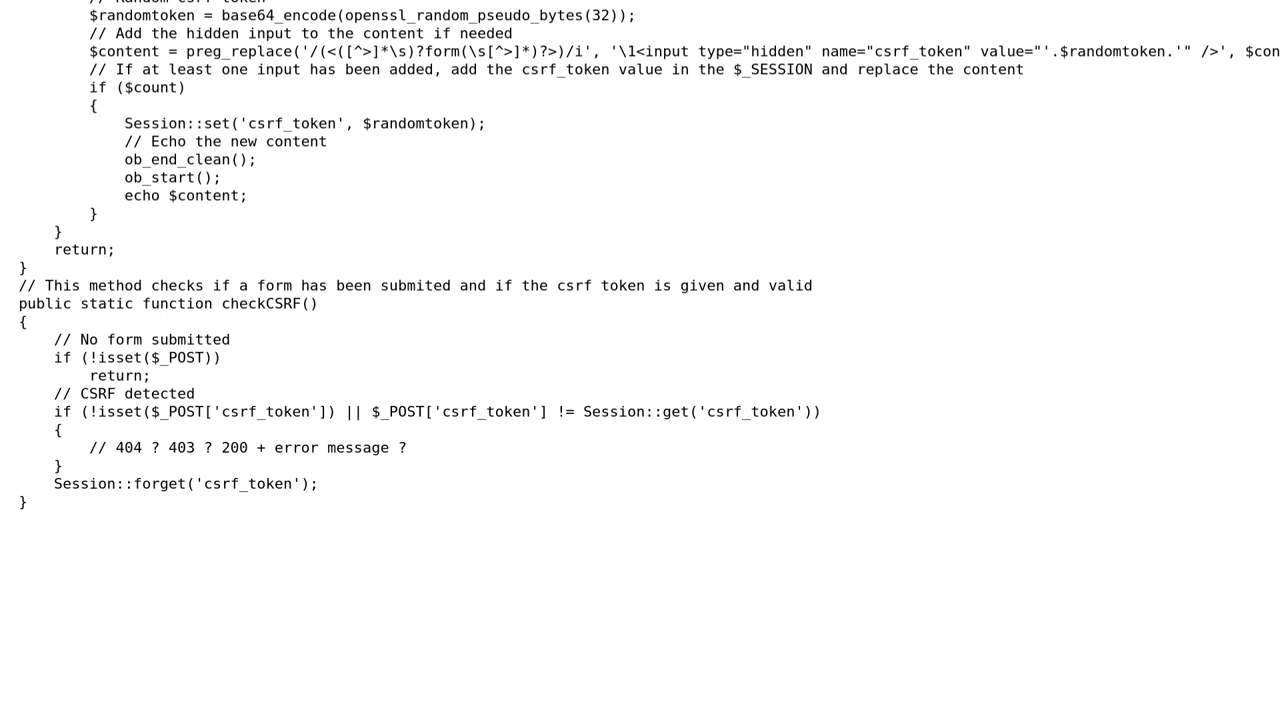 // Random csrf token
$randomtoken = base64_encode(openssl_random_pseudo_bytes(32));
// Add the hidden input to the content if needed
$content = preg_replace('/(<([^>]*\s)?form(\s[^>]*)?>)/i', '\1<input type="hidden" name="csrf_token" value="'.$randomtoken.'" />', $con
// If at least one input has been added, add the csrf_token value in the $_SESSION and replace the content
if ($count)
{
Session::set('csrf_token', $randomtoken);
// Echo the new content
ob_end_clean();
ob_start();
echo $content;
}
}
return;
}
// This method checks if a form has been submited and if the csrf token is given and valid
public static function checkCSRF()
{
// No form submitted
if (!isset($_POST))
return;
// CSRF detected
if (!isset($_POST['csrf_token']) || $_POST['csrf_token'] != Session::get('csrf_token'))
{
// 404 ? 403 ? 200 + error message ?
}
Session::forget('csrf_token');
}